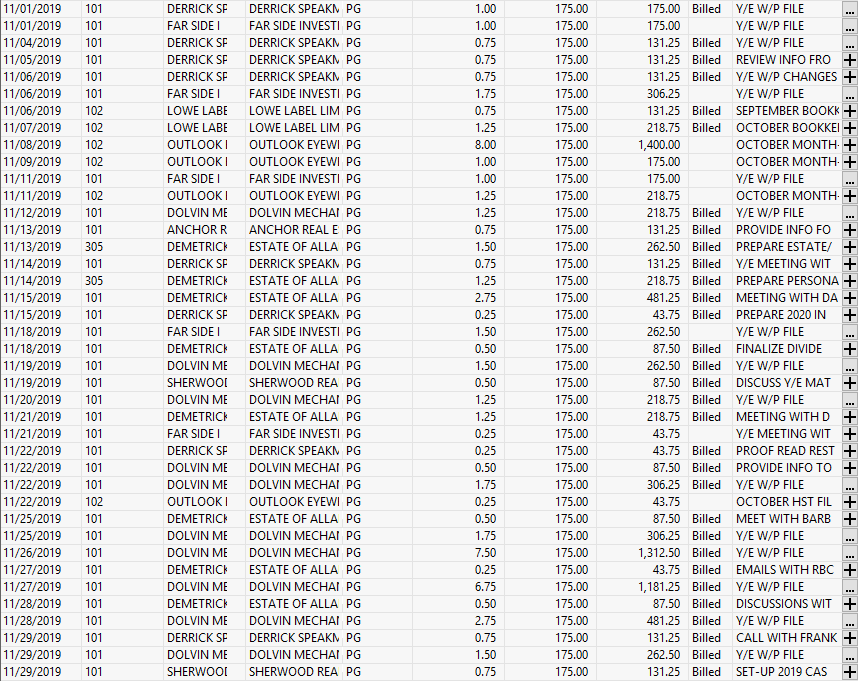 11/01/2019 101 DERRICK SP DERRICK SPEAKM PG 1.00 175.00 175.00 Billed Y/E W/P FILE ...
11/01/2019 101 FAR SIDE I FAR SIDE INVESTI PG 1.00 175.00 175.00 Y/E W/P FILE ...
11/04/2019 101 DERRICK SP DERRICK SPEAKM PG 0.75 175.00 131.25 Billed Y/E W/P FILE ...
11/05/2019 101 DERRICK SP DERRICK SPEAKM PG 0.75 175.00 131.25 Billed REVIEW INFO FRO +
11/06/2019 101 DERRICK SP DERRICK SPEAKM PG 0.75 175.00 131.25 Billed Y/E W/P CHANGES +
11/06/2019 101 FAR SIDE I FAR SIDE INVESTI PG 1.75 175.00 306.25 Y/E W/P FILE ...
11/06/2019 102 LOWE LABE LOWE LABEL LIM PG 0.75 175.00 131.25 Billed SEPTEMBER BOOKK +
11/07/2019 102 LOWE LABE LOWE LABEL LIM PG 1.25 175.00 218.75 Billed OCTOBER BOOKKEI +
11/08/2019 102 OUTLOOK I OUTLOOK EYEWI PG 8.00 175.00 1,400.00 OCTOBER MONTH- +
11/09/2019 102 OUTLOOK I OUTLOOK EYEWI PG 1.00 175.00 175.00 OCTOBER MONTH- +
11/11/2019 101 FAR SIDE I FAR SIDE INVESTI PG 1.00 175.00 175.00 Y/E W/P FILE ...
11/11/2019 102 OUTLOOK I OUTLOOK EYEWI PG 1.25 175.00 218.75 OCTOBER MONTH- +
11/12/2019 101 DOLVIN ME DOLVIN MECHAN PG 1.25 175.00 218.75 Billed Y/E W/P FILE ...
11/13/2019 101 ANCHOR R ANCHOR REAL E PG 0.75 175.00 131.25 Billed PROVIDE INFO FO +
11/13/2019 305 DEMETRICK ESTATE OF ALLA PG 1.50 175.00 262.50 Billed PREPARE ESTATE/ +
11/14/2019 101 DERRICK SP DERRICK SPEAKM PG 0.75 175.00 131.25 Billed Y/E MEETING WIT +
11/14/2019 305 DEMETRICK ESTATE OF ALLA PG 1.25 175.00 218.75 Billed PREPARE PERSONA +
11/15/2019 101 DEMETRICK ESTATE OF ALLA PG 2.75 175.00 481.25 Billed MEETING WITH DA +
11/15/2019 101 DERRICK SP DERRICK SPEAKM PG 0.25 175.00 43.75 Billed PREPARE 2020 IN +
11/18/2019 101 FAR SIDE I FAR SIDE INVESTI PG 1.50 175.00 262.50 Y/E W/P FILE ...
11/18/2019 101 DEMETRICK ESTATE OF ALLA PG 0.50 175.00 87.50 Billed FINALIZE DIVIDE +
11/19/2019 101 DOLVIN ME DOLVIN MECHAN PG 1.50 175.00 262.50 Billed Y/E W/P FILE ...
11/19/2019 101 SHERWOOD SHERWOOD REA PG 0.50 175.00 87.50 Billed DISCUSS Y/E MAT +
11/20/2019 101 DOLVIN ME DOLVIN MECHAN PG 1.25 175.00 218.75 Billed Y/E W/P FILE ...
11/21/2019 101 DEMETRICK ESTATE OF ALLA PG 1.25 175.00 218.75 Billed MEETING WITH D +
11/21/2019 101 FAR SIDE I FAR SIDE INVESTI PG 0.25 175.00 43.75 Y/E MEETING WIT +
11/22/2019 101 DERRICK SP DERRICK SPEAKM PG 0.25 175.00 43.75 Billed PROOF READ REST +
11/22/2019 101 DOLVIN ME DOLVIN MECHAN PG 0.50 175.00 87.50 Billed PROVIDE INFO TO +
11/22/2019 101 DOLVIN ME DOLVIN MECHAN PG 1.75 175.00 306.25 Billed Y/E W/P FILE ...
11/22/2019 102 OUTLOOK I OUTLOOK EYEWI PG 0.25 175.00 43.75 OCTOBER HST FIL +
11/25/2019 101 DEMETRICK ESTATE OF ALLA PG 0.50 175.00 87.50 Billed MEET WITH BARB +
11/25/2019 101 DOLVIN ME DOLVIN MECHAN PG 1.75 175.00 306.25 Billed Y/E W/P FILE ...
11/26/2019 101 DOLVIN ME DOLVIN MECHAN PG 7.50 175.00 1,312.50 Billed Y/E W/P FILE ...
11/27/2019 101 DEMETRICK ESTATE OF ALLA PG 0.25 175.00 43.75 Billed EMAILS WITH RBC +
11/27/2019 101 DOLVIN ME DOLVIN MECHAN PG 6.75 175.00 1,181.25 Billed Y/E W/P FILE ...
11/28/2019 101 DEMETRICK ESTATE OF ALLA PG 0.50 175.00 87.50 Billed DISCUSSIONS WIT +
11/28/2019 101 DOLVIN ME DOLVIN MECHAN PG 2.75 175.00 481.25 Billed Y/E W/P FILE ...
11/29/2019 101 DERRICK SP DERRICK SPEAKM PG 0.75 175.00 131.25 Billed CALL WITH FRANK +
11/29/2019 101 DOLVIN ME DOLVIN MECHAN PG 1.50 175.00 262.50 Billed Y/E W/P FILE ...
11/29/2019 101 SHERWOOD SHERWOOD REA PG 0.75 175.00 131.25 Billed SET-UP 2019 CAS +